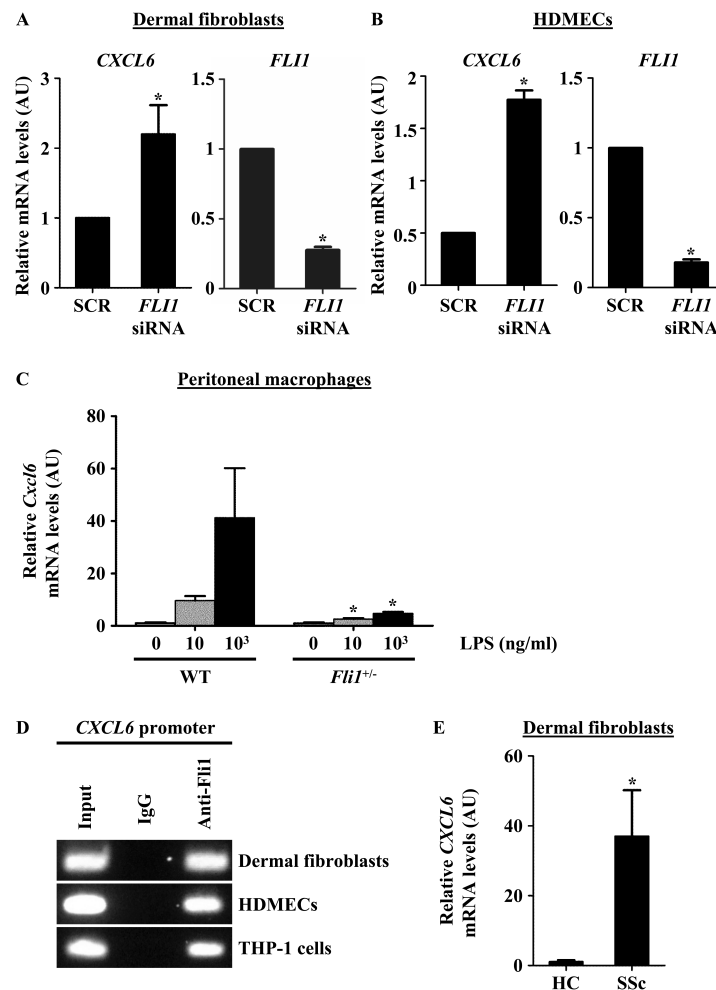 A
Dermal fibroblasts
B
HDMECs
CXCL6
FLI1
CXCL6
FLI1
Relative mRNA levels (AU)
3
2
1
0
*
SCR
FLI1
siRNA
1.5
1
0.5
0
*
SCR
FLI1
siRNA
Relative mRNA levels (AU)
2
1.5
1
0.5
0
*
SCR
FLI1
siRNA
1.5
1
0.5
0
*
SCR
FLI1
siRNA
C
Peritoneal macrophages
Relative Cxcl6
mRNA levels (AU)
80
60
40
20
0
* *
0 10 10³ 0 10 10³ LPS (ng/ml)
WT Fli1+/-
D
CXCL6 promoter
Input
IgG
Anti-Fli1
Dermal fibroblasts
HDMECs
THP-1 cells
E
Dermal fibroblasts
Relative CXCL6
mRNA levels (AU)
60
40
20
0
*
HC SSc